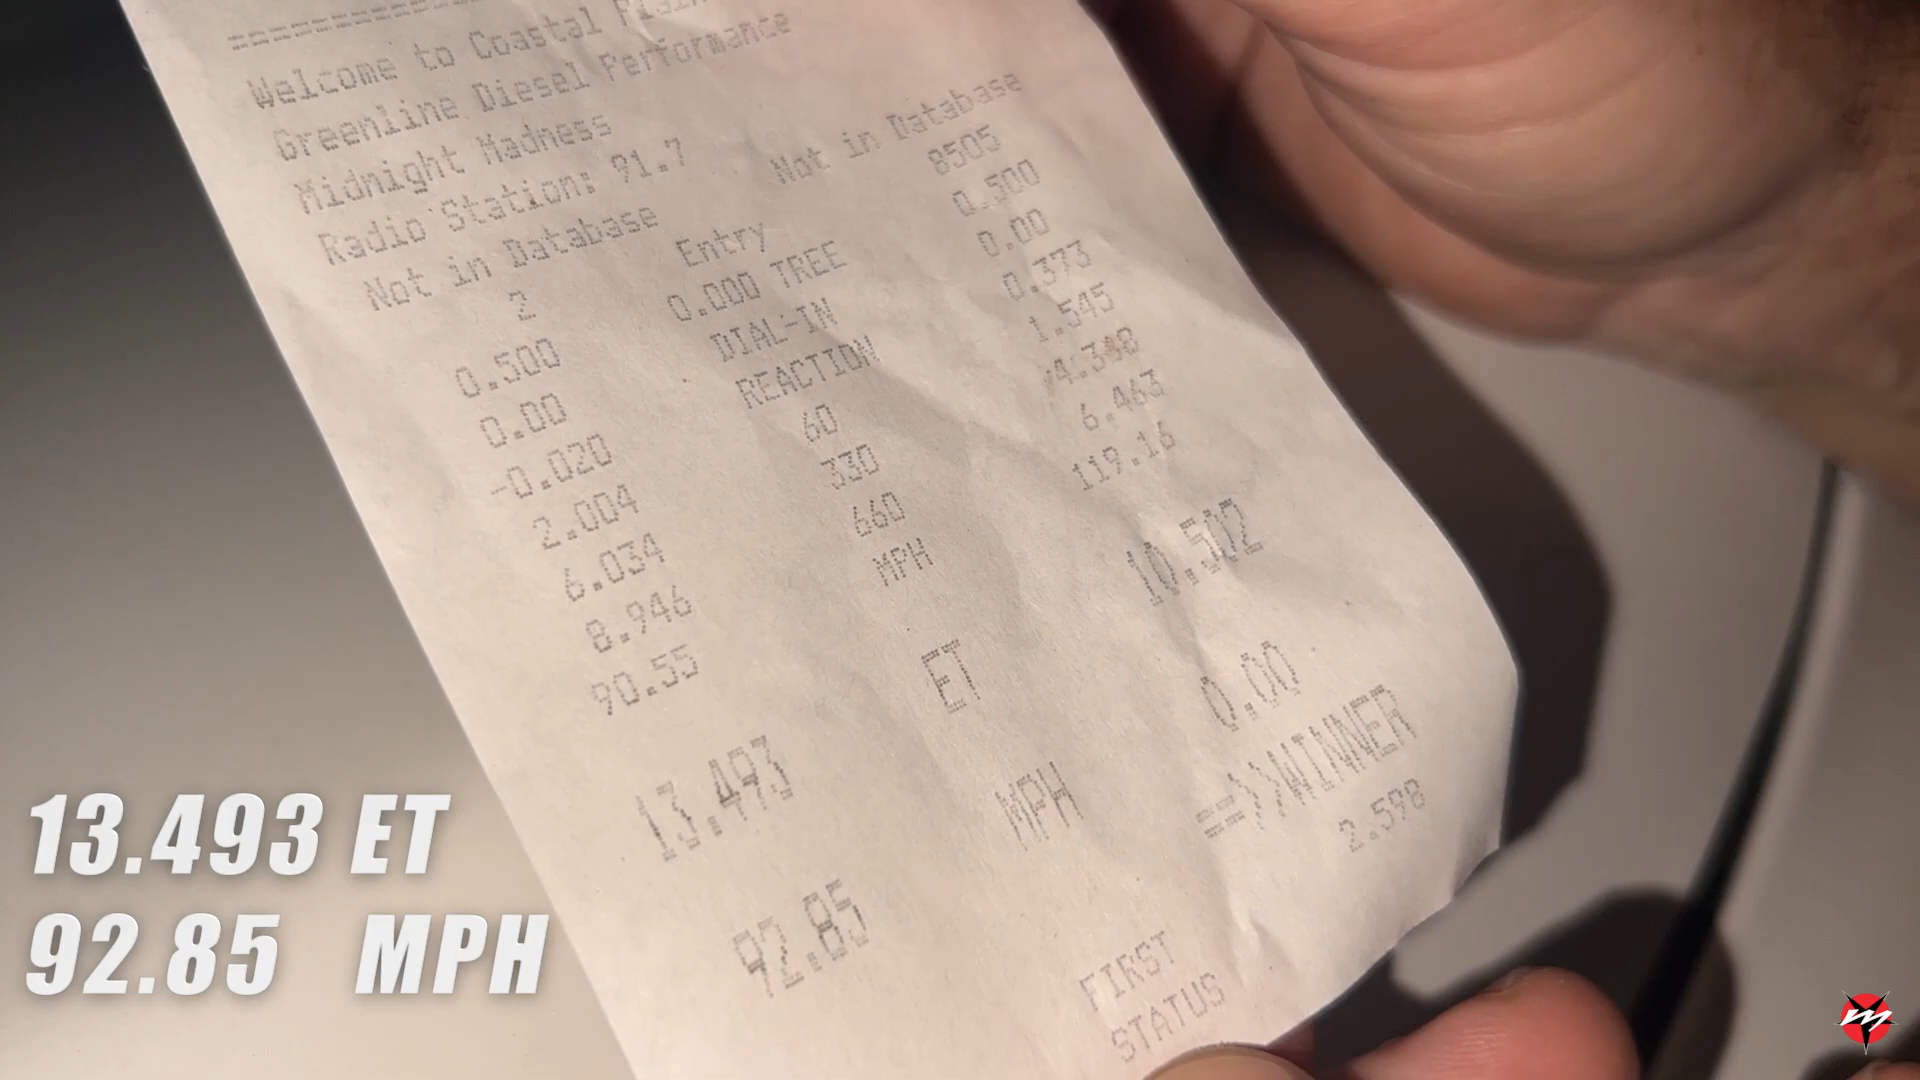 Welcome to Coastal
Greenline Diesel Performance
Midnight Madness
Radio Station: 91.7
Not in Database Not in Database
2 Entry 8505
0.500 0.000 TREE 0.500
0.00 DIAL-IN 0.00
-0.020 REACTION 0.373
2.004 60 1.545
6.034 330
8.946 660 6.463
90.55 MPH 119.16
13.493 ET 10.502
92.85 MPH 0.00
==>>WINNER
FIRST 2.598
STATUS
13.493 ET
92.85 MPH